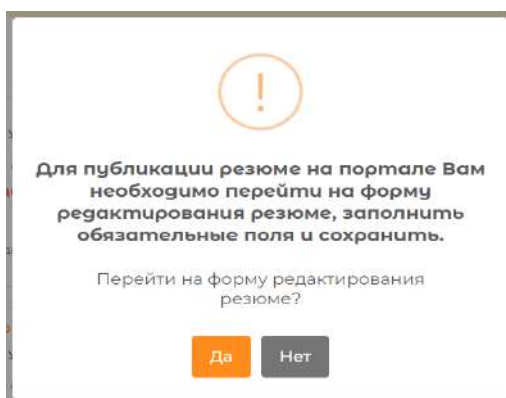 Для публикации резюме на портале Вам
необходимо перейти на форму
редактирования резюме, заполнить
обязательные поля и сохранить.
Перейти на форму редактирования
резюме?
Да Нет